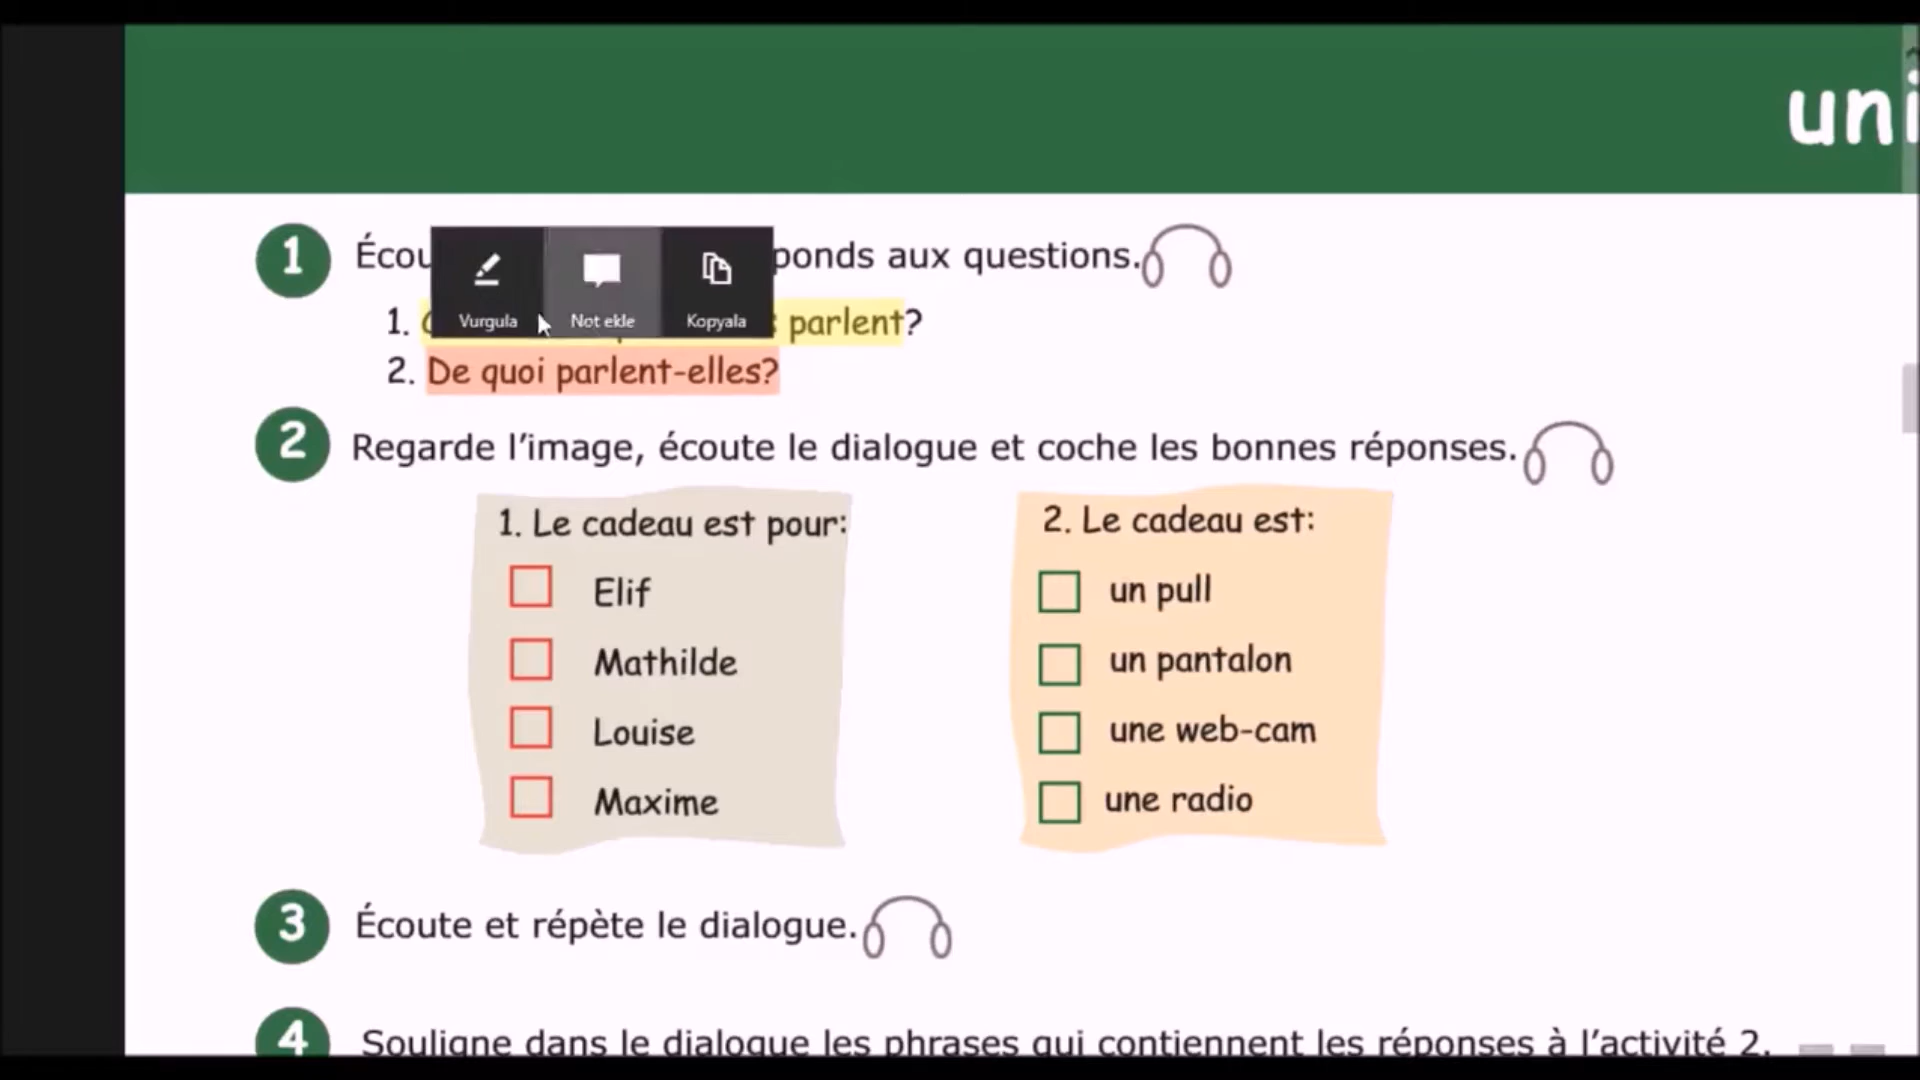 uni
1 Écou ponds aux questions.
Vurgula Not ekle Kopyala
1. parlent?
2. De quoi parlent-elles?
2 Regarde l'image, écoute le dialogue et coche les bonnes réponses.
1. Le cadeau est pour:
Elif
Mathilde
Louise
Maxime
2. Le cadeau est:
un pull
un pantalon
une web-cam
une radio
3 Écoute et répète le dialogue.
4 Souligne dans le dialogue les phrases qui contiennent les réponses à l'activité 2.